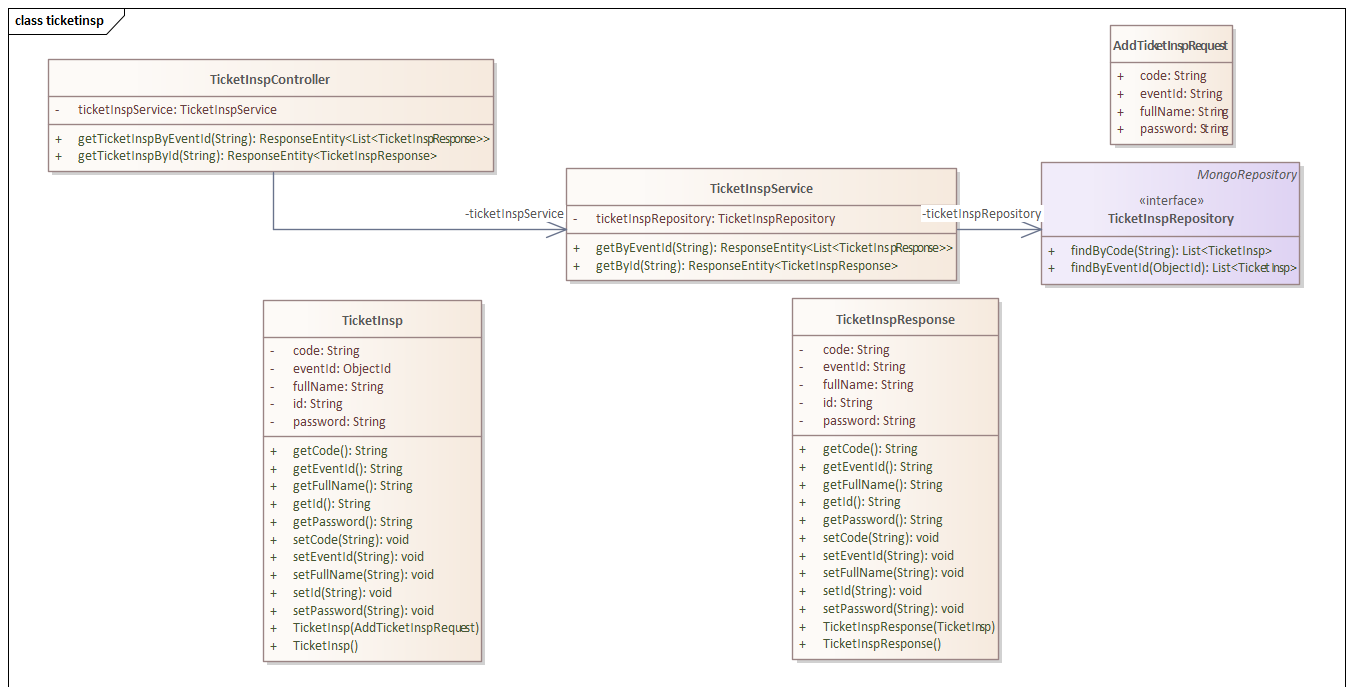 class ticketinsp
AddTicketInspRequest
+ code: String
+ eventId: String
+ fullName: String
+ password: String
TicketInspController
- ticketInspService: TicketInspService
+ getTicketInspByEventId(String): ResponseEntity<List<TicketInspResponse>>
+ getTicketInspById(String): ResponseEntity<TicketInspResponse>
-ticketInspService
TicketInspService
- ticketInspRepository: TicketInspRepository
+ getByEventId(String): ResponseEntity<List<TicketInspResponse>>
+ getById(String): ResponseEntity<TicketInspResponse>
-ticketInspRepository
MongoRepository
«interface»
TicketInspRepository
+ findByCode(String): List<TicketInsp>
+ findByEventId(ObjectId): List<TicketInsp>
TicketInsp
- code: String
- eventId: ObjectId
- fullName: String
- id: String
- password: String
+ getCode(): String
+ getEventId(): String
+ getFullName(): String
+ getId(): String
+ getPassword(): String
+ setCode(String): void
+ setEventId(String): void
+ setFullName(String): void
+ setId(String): void
+ setPassword(String): void
+ TicketInsp(AddTicketInspRequest)
+ TicketInsp()
TicketInspResponse
- code: String
- eventId: String
- fullName: String
- id: String
- password: String
+ getCode(): String
+ getEventId(): String
+ getFullName(): String
+ getId(): String
+ getPassword(): String
+ setCode(String): void
+ setEventId(String): void
+ setFullName(String): void
+ setId(String): void
+ setPassword(String): void
+ TicketInspResponse(TicketInsp)
+ TicketInspResponse()